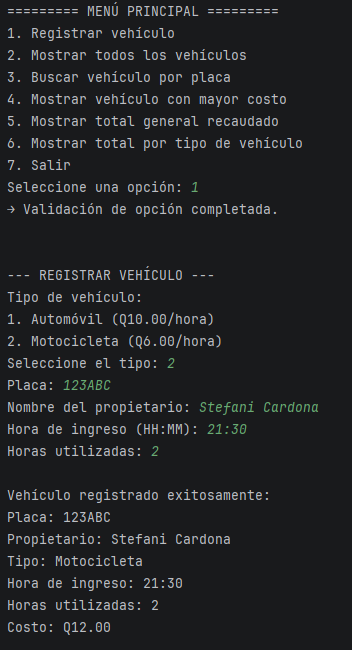 ========= MENÚ PRINCIPAL =========
1. Registrar vehículo
2. Mostrar todos los vehículos
3. Buscar vehículo por placa
4. Mostrar vehículo con mayor costo
5. Mostrar total general recaudado
6. Mostrar total por tipo de vehículo
7. Salir
Seleccione una opción: 1
→ Validación de opción completada.
--- REGISTRAR VEHÍCULO ---
Tipo de vehículo:
1. Automóvil (Q10.00/hora)
2. Motocicleta (Q6.00/hora)
Seleccione el tipo: 2
Placa: 123ABC
Nombre del propietario: Stefani Cardona
Hora de ingreso (HH:MM): 21:30
Horas utilizadas: 2
Vehículo registrado exitosamente:
Placa: 123ABC
Propietario: Stefani Cardona
Tipo: Motocicleta
Hora de ingreso: 21:30
Horas utilizadas: 2
Costo: Q12.00